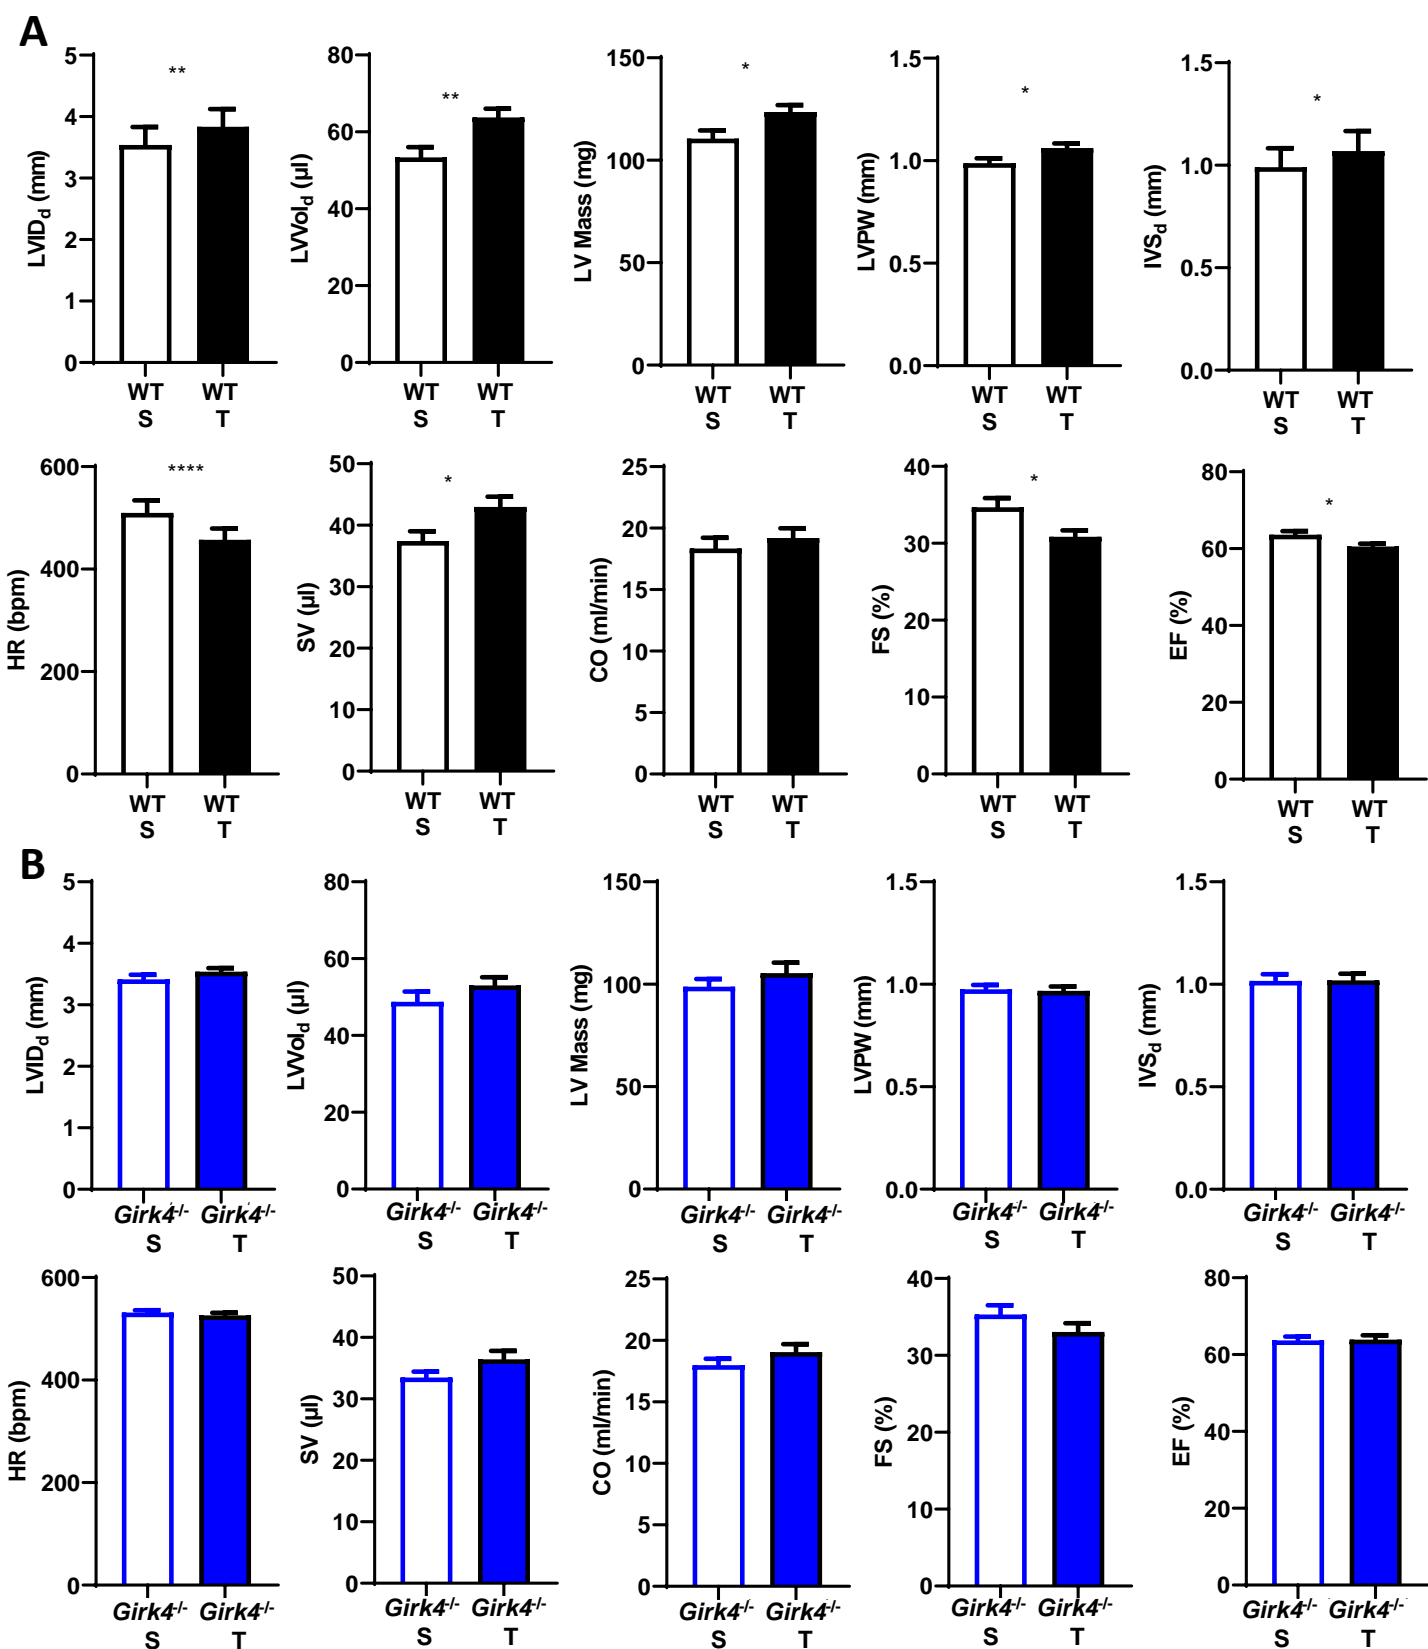 A
LVIDd (mm)
5
4
3
2
1
0
**
WT WT
S T
LVVold (µl)
80
60
40
20
0
**
WT WT
S T
LV Mass (mg)
150
100
50
0
*
WT WT
S T
LVPW (mm)
1.5
1.0
0.5
0.0
*
WT WT
S T
IVSd (mm)
1.5
1.0
0.5
0.0
*
WT WT
S T
HR (bpm)
600
400
200
0
****
WT WT
S T
SV (µl)
50
40
30
20
10
0
*
WT WT
S T
CO (ml/min)
25
20
15
10
5
0
WT WT
S T
FS (%)
40
30
20
10
0
*
WT WT
S T
EF (%)
80
60
40
20
0
*
WT WT
S T
B
LVIDd (mm)
5
4
3
2
1
0
Girk4-/- Girk4-/-
S T
LVVold (µl)
80
60
40
20
0
Girk4-/- Girk4-/-
S T
LV Mass (mg)
150
100
50
0
Girk4-/- Girk4-/-
S T
LVPW (mm)
1.5
1.0
0.5
0.0
Girk4-/- Girk4-/-
S T
IVSd (mm)
1.5
1.0
0.5
0.0
Girk4-/- Girk4-/-
S T
HR (bpm)
600
400
200
0
Girk4-/- Girk4-/-
S T
SV (µl)
50
40
30
20
10
0
Girk4-/- Girk4-/-
S T
CO (ml/min)
25
20
15
10
5
0
Girk4-/- Girk4-/-
S T
FS (%)
40
30
20
10
0
Girk4-/- Girk4-/-
S T
EF (%)
80
60
40
20
0
Girk4-/- Girk4-/-
S T